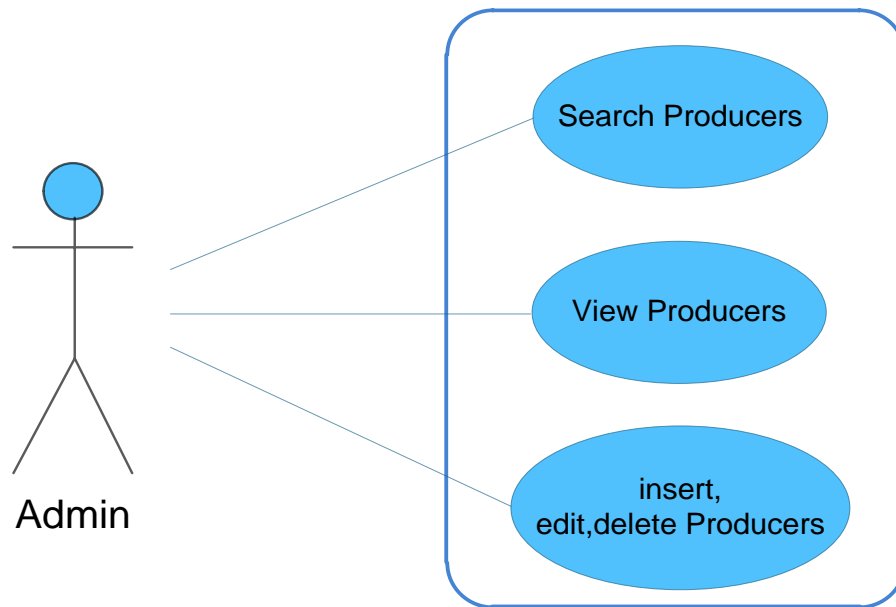 Search Producers
View Producers
insert,
edit,delete Producers
Admin